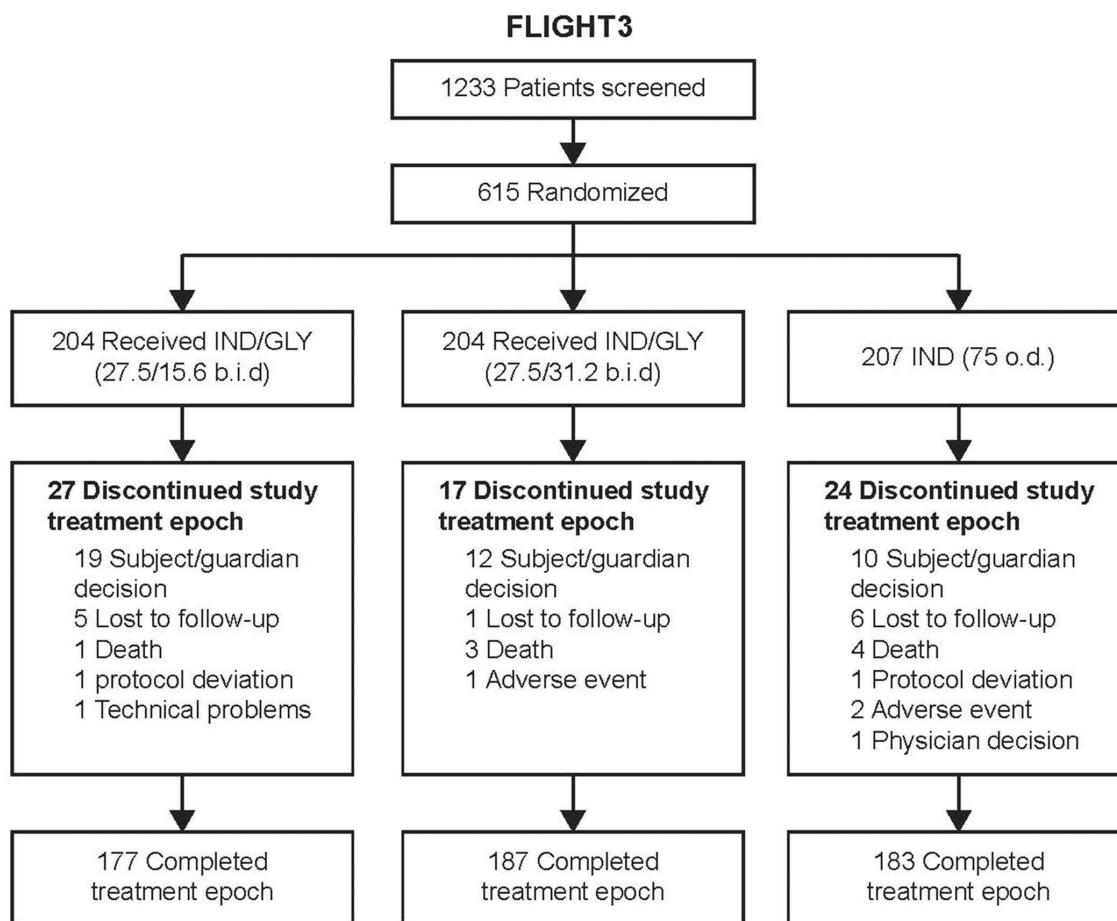 FLIGHT3
1233 Patients screened
615 Randomized
204 Received IND/GLY
(27.5/15.6 b.i.d)
204 Received IND/GLY
(27.5/31.2 b.i.d)
207 IND (75 o.d.)
27 Discontinued study
treatment epoch
19 Subject/guardian
decision
5 Lost to follow-up
1 Death
1 protocol deviation
1 Technical problems
17 Discontinued study
treatment epoch
12 Subject/guardian
decision
1 Lost to follow-up
3 Death
1 Adverse event
24 Discontinued study
treatment epoch
10 Subject/guardian
decision
6 Lost to follow-up
4 Death
1 Protocol deviation
2 Adverse event
1 Physician decision
177 Completed
treatment epoch
187 Completed
treatment epoch
183 Completed
treatment epoch